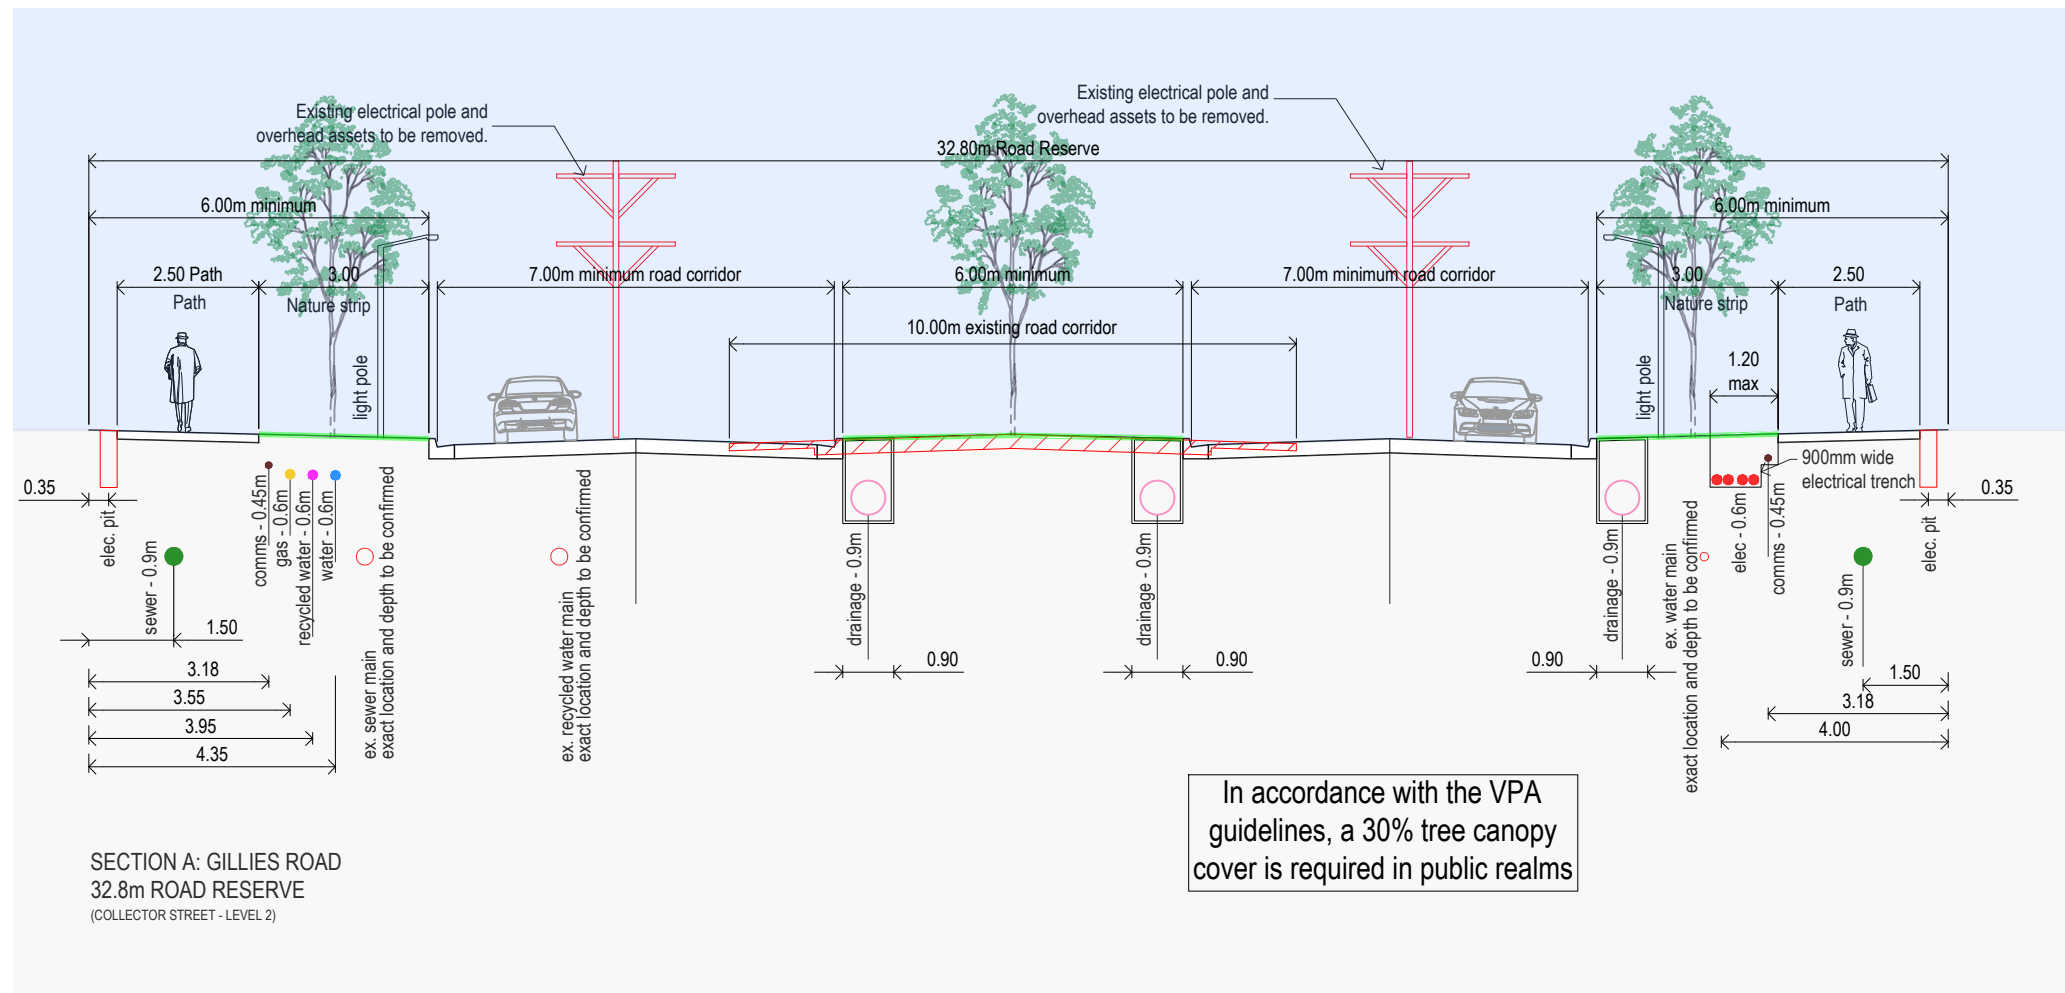 Existing electrical pole and
overhead assets to be removed.
Existing electrical pole and
overhead assets to be removed.
32.80m Road Reserve
6.00m minimum
6.00m minimum
2.50 Path
Path
3.00
Nature strip
7.00m minimum road corridor
6.00m minimum
7.00m minimum road corridor
3.00
Nature strip
2.50
Path
10.00m existing road corridor
light pole
light pole
1.20
max
900mm wide
electrical trench
0.35
0.35
elec. pit
sewer - 0.9m
comms - 0.45m
gas - 0.6m
recycled water - 0.6m
water - 0.6m
ex. sewer main
exact location and depth to be confirmed
ex. recycled water main
exact location and depth to be confirmed
drainage - 0.9m
drainage - 0.9m
drainage - 0.9m
ex. water main
exact location and depth to be confirmed
elec - 0.6m
comms - 0.45m
sewer - 0.9m
elec. pit
1.50
3.18
3.55
3.95
4.35
0.90
0.90
0.90
1.50
3.18
4.00
In accordance with the VPA
guidelines, a 30% tree canopy
cover is required in public realms
SECTION A: GILLIES ROAD
32.8m ROAD RESERVE
(COLLECTOR STREET - LEVEL 2)